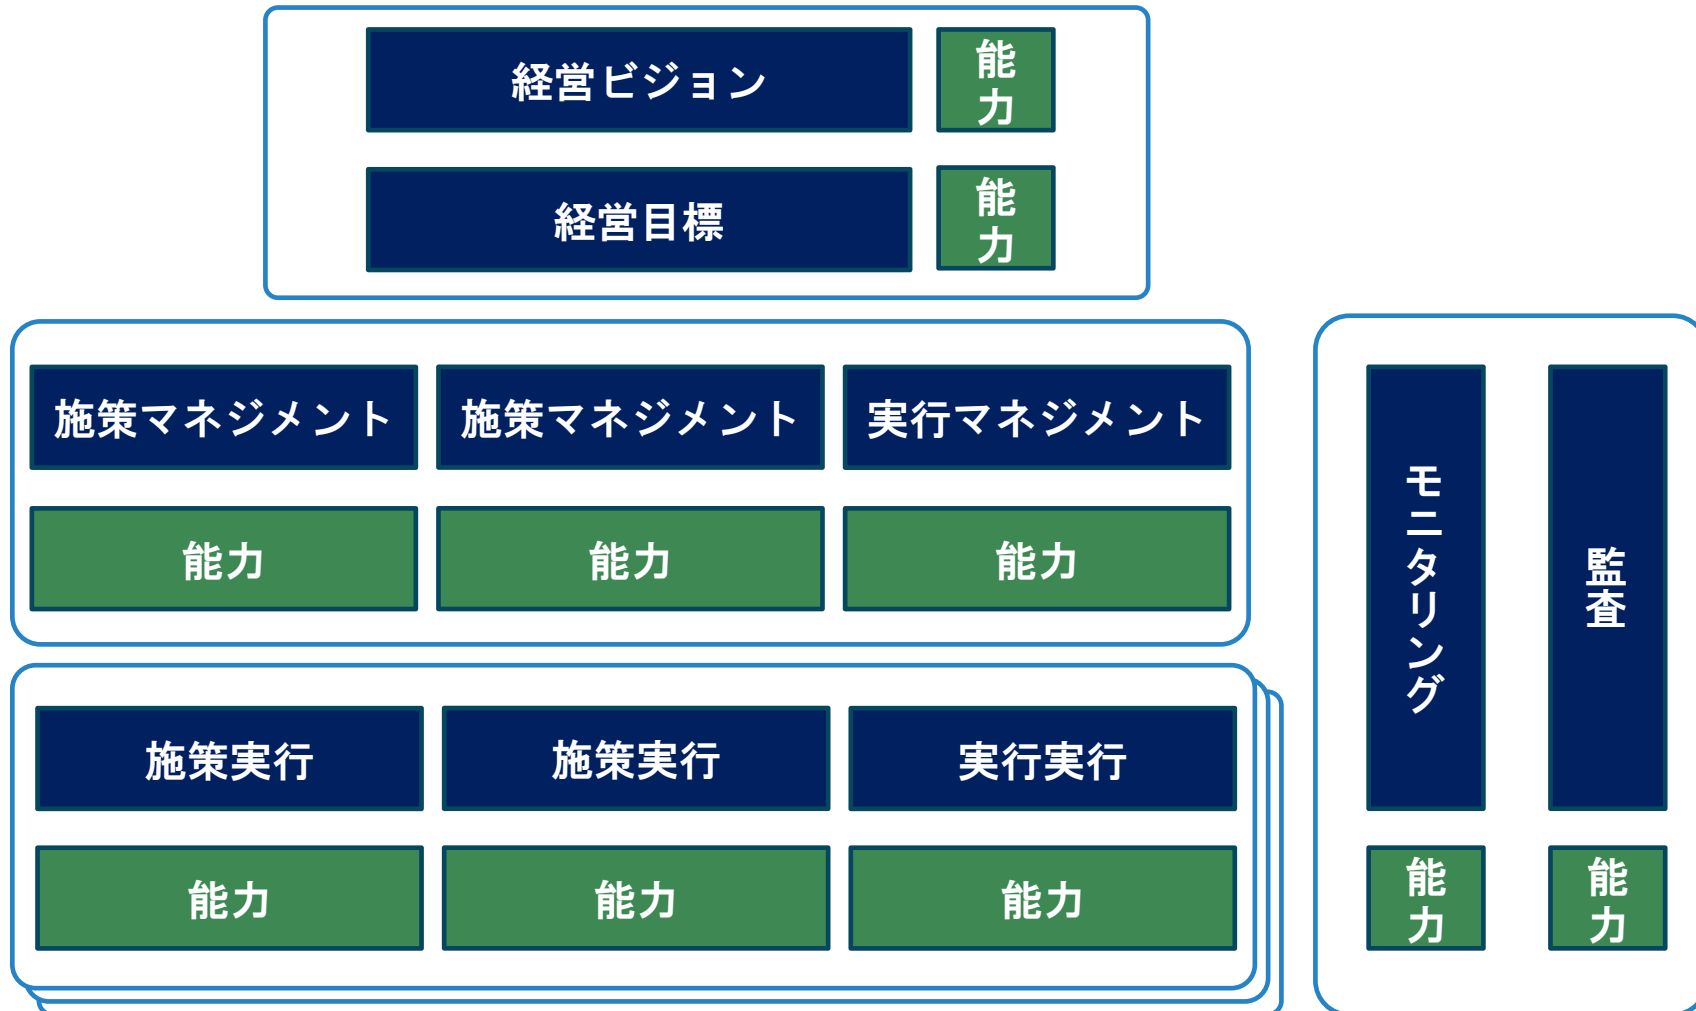 経営ビジョン
能力
経営目標
能力
施策マネジメント
施策マネジメント
実行マネジメント
能力
能力
能力
施策実行
施策実行
実行実行
能力
能力
能力
モニタリング
監査
能力
能力